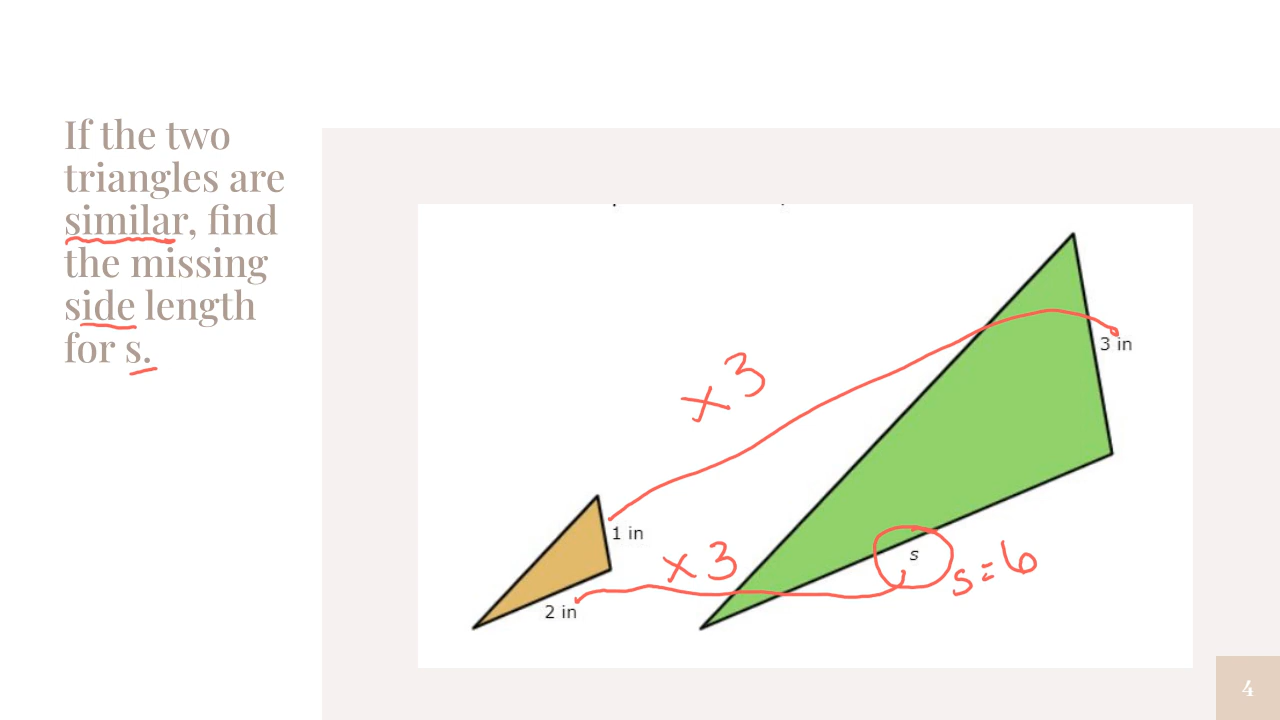 If the two
triangles are
similar, find
the missing
side length
for s.
x3
3 in
1 in
x3
s
s=6
2 in
4